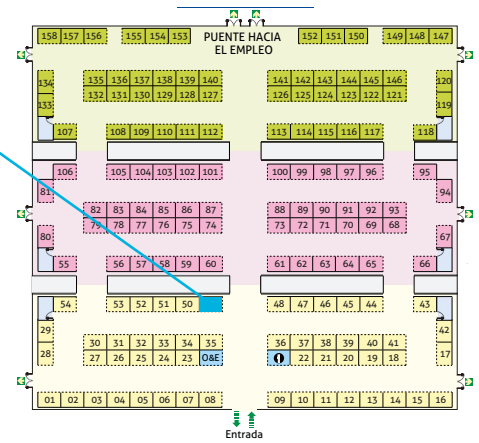 158 157 156 155 154 153 PUENTE HACIA 152 151 150 149 148 147
EL EMPLEO
134 135 136 137 138 139 140 141 142 143 144 145 146 120
133 132 131 130 129 128 127 126 125 124 123 122 121 119
107 108 109 110 111 112 113 114 115 116 117 118
106 105 104 103 102 101 100 99 98 97 96 95
81 94
82 83 84 85 86 87 88 89 90 91 92 93
79 78 77 76 75 74 73 72 71 70 69 68
80 67
55 56 57 58 59 60 61 62 63 64 65 66
54 53 52 51 50 48 47 46 45 44 43
29 42
30 31 32 33 34 35 36 37 38 39 40 41
28 27 26 25 24 23 O&E 22 21 20 19 18 17
01 02 03 04 05 06 07 08 09 10 11 12 13 14 15 16
Entrada